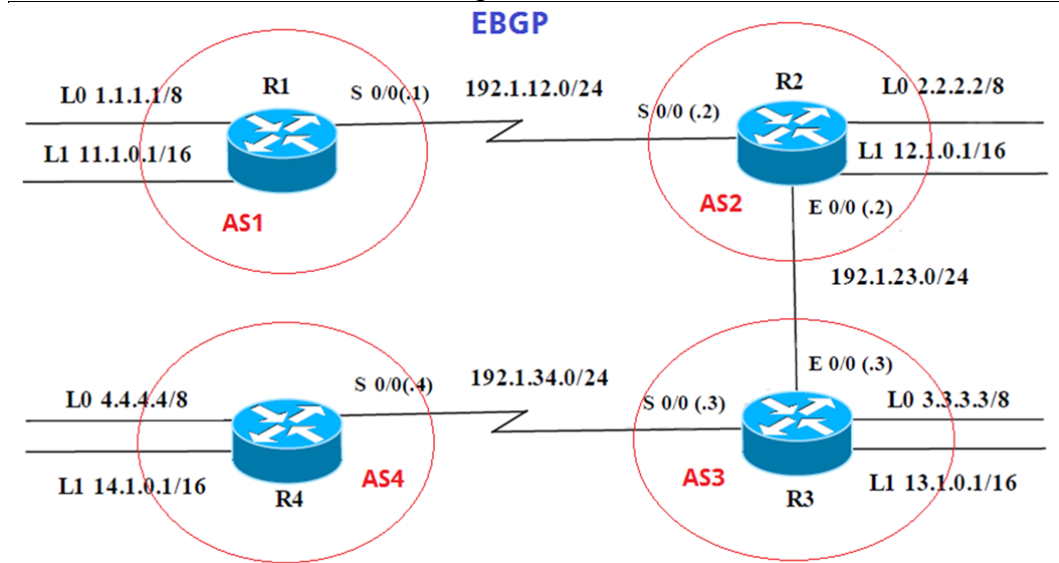 EBGP
R1
L0 1.1.1.1/8
S 0/0(.1)
192.1.12.0/24
L1 11.1.0.1/16
AS1
R2
L0 2.2.2.2/8
S 0/0 (.2)
L1 12.1.0.1/16
AS2
E 0/0 (.2)
192.1.23.0/24
L0 4.4.4.4/8
S 0/0(.4)
192.1.34.0/24
L1 14.1.0.1/16
R4
AS4
E 0/0 (.3)
S 0/0 (.3)
L0 3.3.3.3/8
AS3
R3
L1 13.1.0.1/16